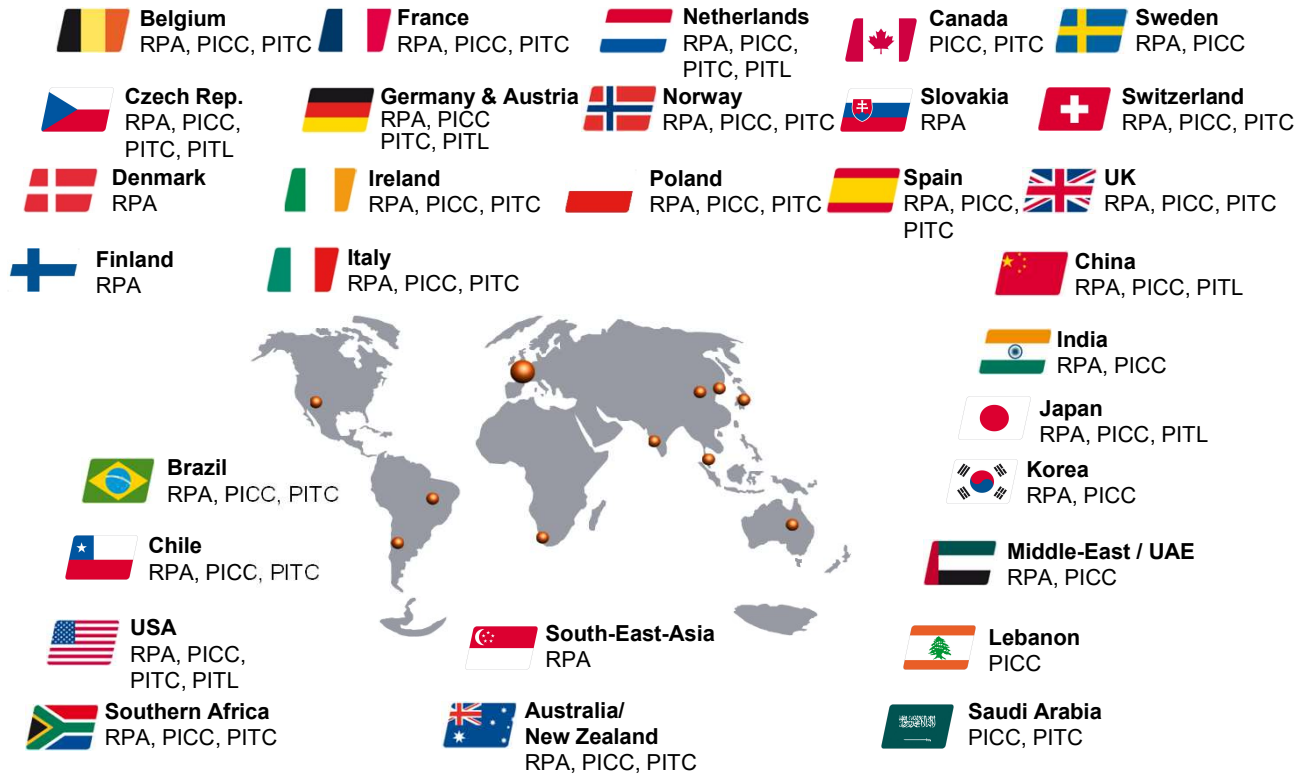 Belgium
RPA, PICC, PITC
France
RPA, PICC, PITC
Netherlands
RPA, PICC,
PITC, PITL
Canada
PICC, PITC
Sweden
RPA, PICC
Czech Rep.
RPA, PICC,
PITC, PITL
Germany & Austria
RPA, PICC
PITC, PITL
Norway
RPA, PICC, PITC
Slovakia
RPA
Switzerland
RPA, PICC, PITC
Denmark
RPA
Ireland
RPA, PICC, PITC
Poland
RPA, PICC, PITC
Spain
RPA, PICC,
PITC
UK
RPA, PICC, PITC
Finland
RPA
Italy
RPA, PICC, PITC
China
RPA, PICC, PITL
India
RPA, PICC
Japan
RPA, PICC, PITL
Brazil
RPA, PICC, PITC
Korea
RPA, PICC
Chile
RPA, PICC, PITC
Middle-East / UAE
RPA, PICC
USA
RPA, PICC,
PITC, PITL
South-East-Asia
RPA
Lebanon
PICC
Southern Africa
RPA, PICC, PITC
Australia/
New Zealand
RPA, PICC, PITC
Saudi Arabia
PICC, PITC